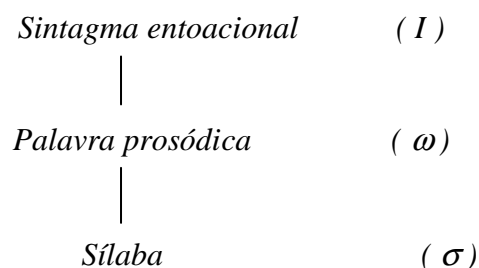 Sintagma entoacional ( I )
Palavra prosódica ( ω)
Sílaba ( σ)